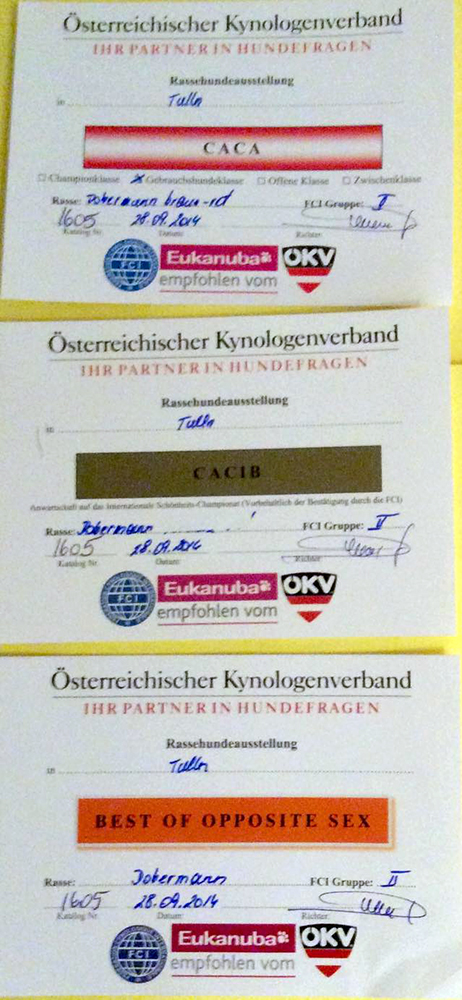 Österreichischer Kynologenverband
IHR PARTNER IN HUNDEFRAGEN
Rassehundeausstellung
in Tulln
CACA
☐ Championklasse ☒ Gebrauchshundeklasse ☐ Offene Klasse ☐ Zwischenklasse
Rasse: Dobermann braun-rot FCI Gruppe: II
1605 28.09.2014
Katalog Nr. Datum: Richter:
FCI Eukanuba ÖKV
empfohlen vom
Österreichischer Kynologenverband
IHR PARTNER IN HUNDEFRAGEN
Rassehundeausstellung
in Tulln
CACIB
Anwartschaft auf das Internationale Schönheits-Championat (Vorbehaltlich der Bestätigung durch die FCI)
Rasse: Dobermann FCI Gruppe: II
1605 28.09.2014
Katalog Nr. Datum: Richter:
FCI Eukanuba ÖKV
empfohlen vom
Österreichischer Kynologenverband
IHR PARTNER IN HUNDEFRAGEN
Rassehundeausstellung
in Tulln
BEST OF OPPOSITE SEX
Rasse: Dobermann FCI Gruppe: II
1605 28.09.2014
Katalog Nr. Datum: Richter:
FCI Eukanuba ÖKV
empfohlen vom